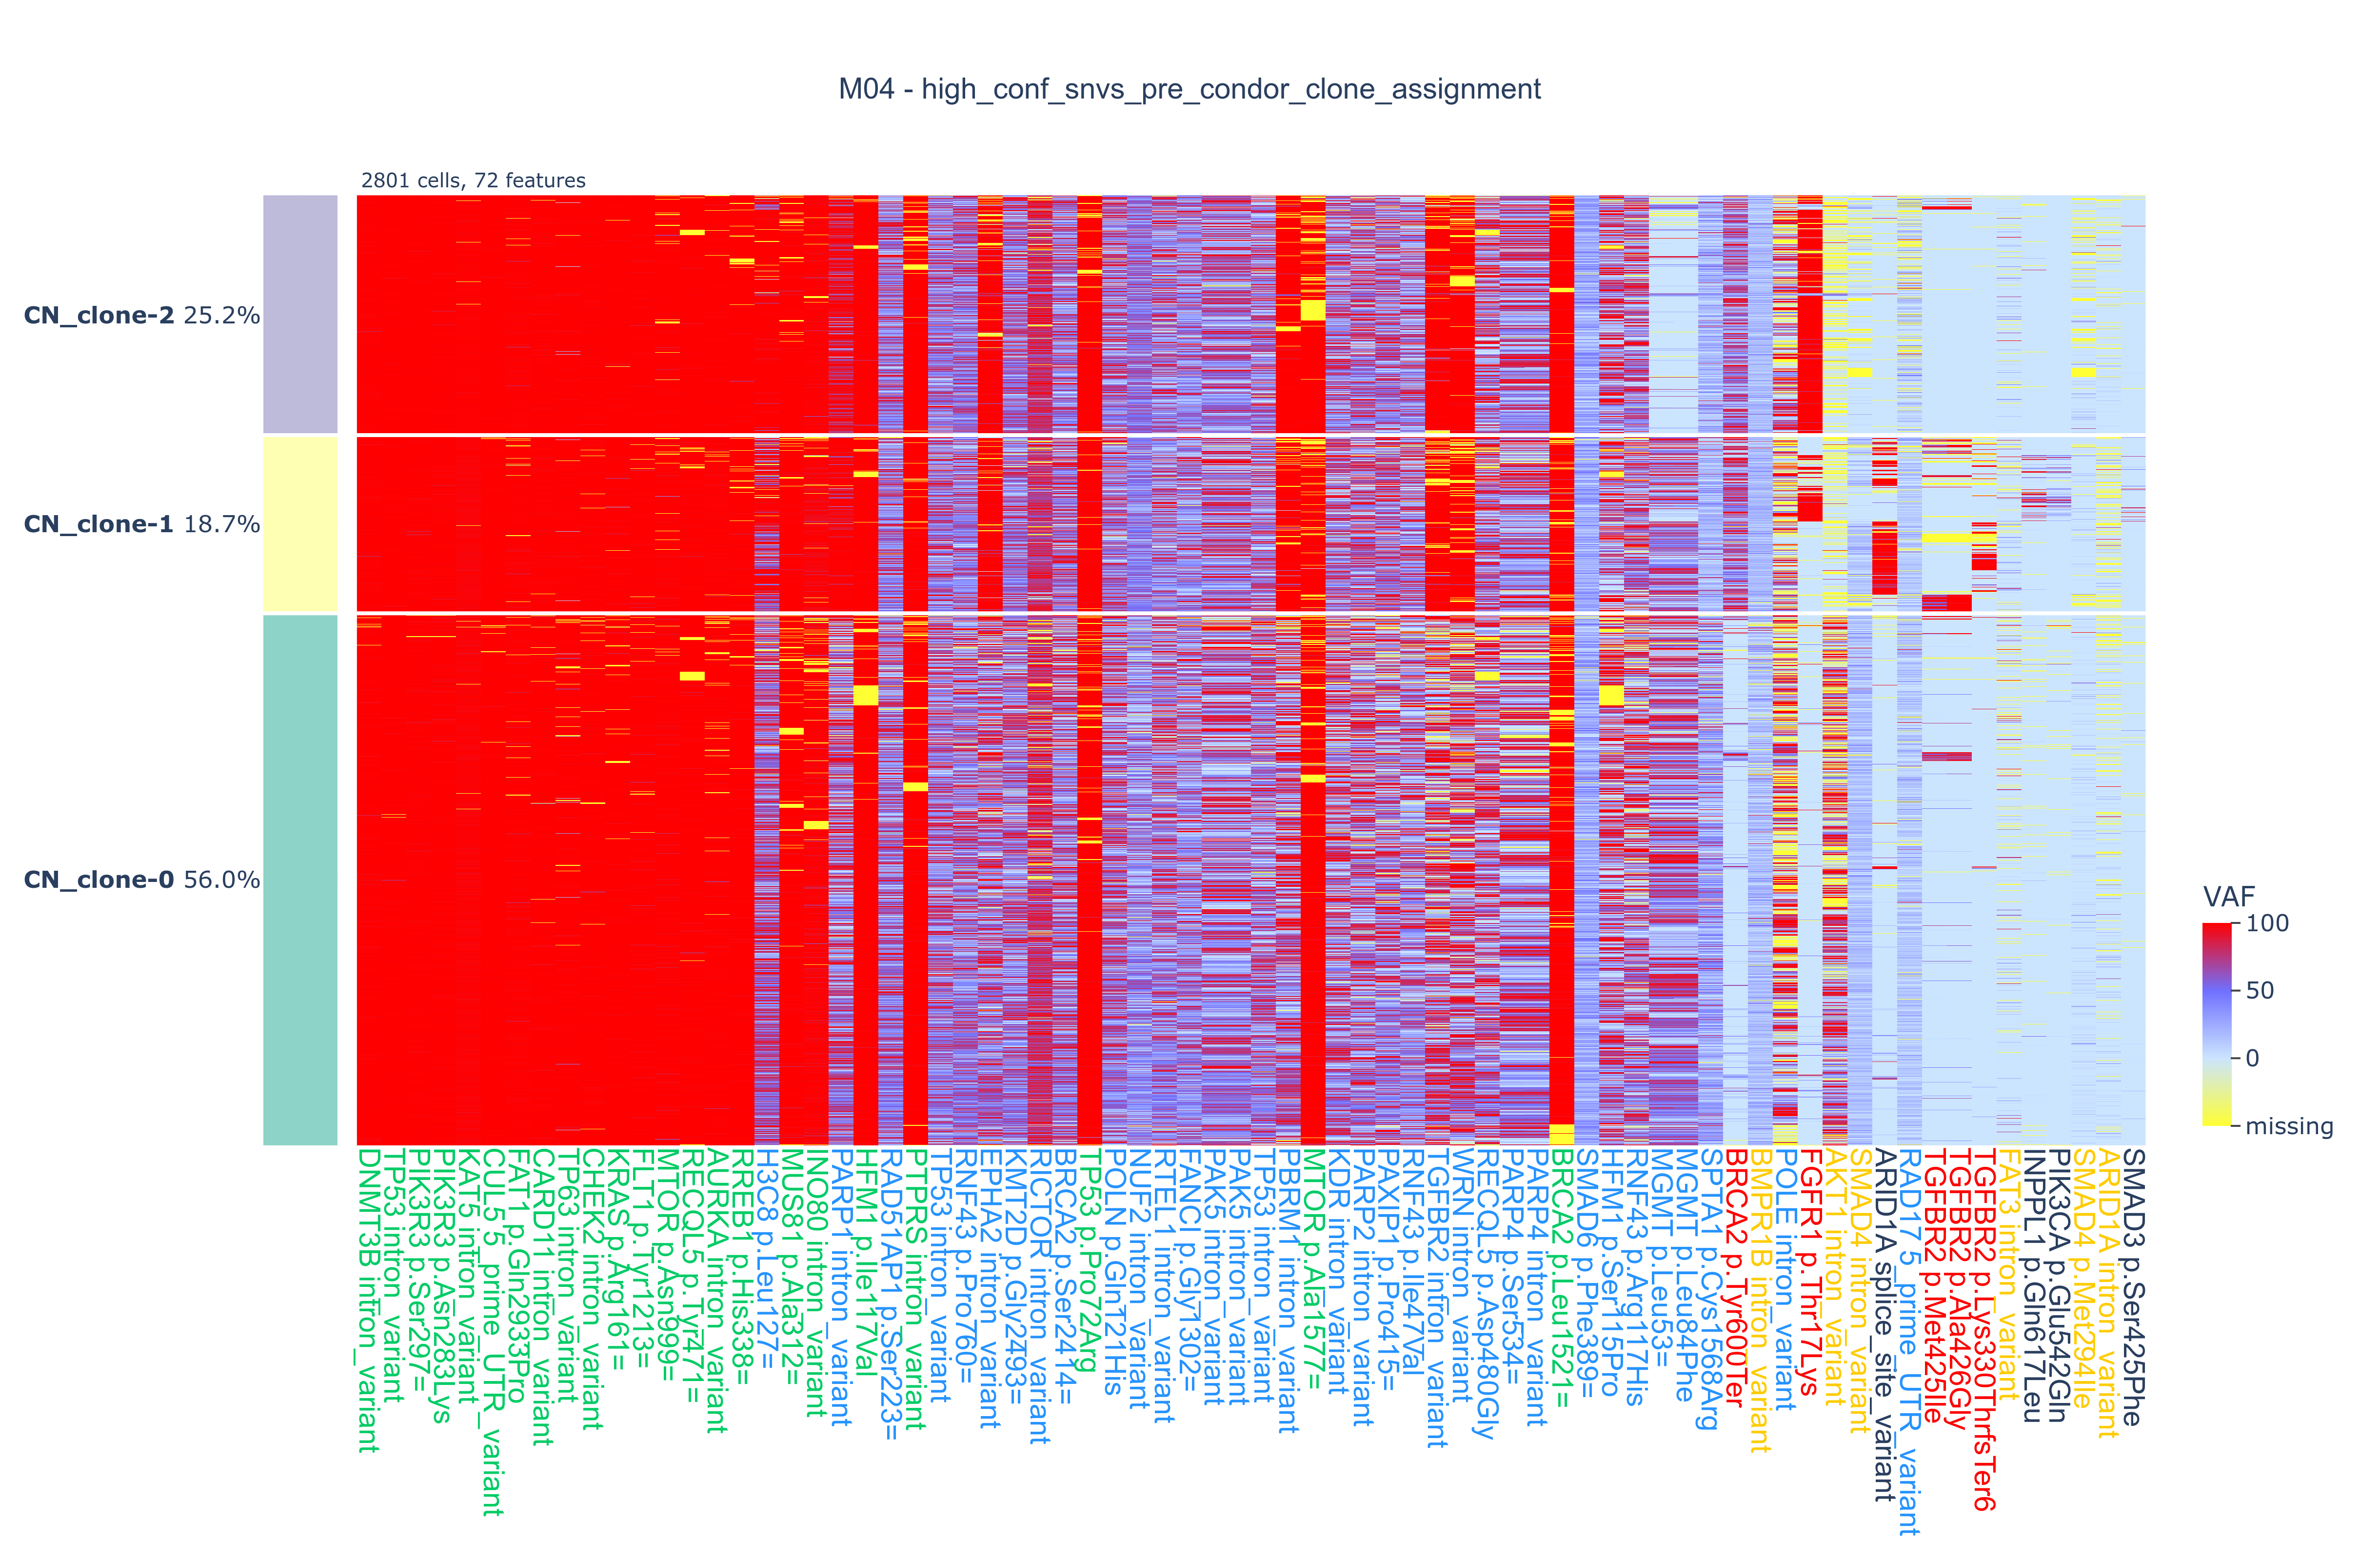 M04 - high_conf_snvs_pre_condor_clone_assignment
2801 cells, 72 features
CN_clone-2 25.2%
CN_clone-1 18.7%
CN_clone-0 56.0%
VAF
100
50
0
missing
DNMT3B intron_variant
TP53 intron_variant
PIK3R3 p.Ser297=
PIK3R3 p.Asn283Lys
KAT5 intron_variant
CUL5 5_prime_UTR_variant
FAT1 p.Gln2933Pro
CARD11 intron_variant
TP63 intron_variant
CHEK2 intron_variant
KRAS p.Arg161=
FLT1 p.Tyr1213=
MTOR p.Asn999=
RECQL5 p.Tyr471=
AURKA intron_variant
RREB1 p.His338=
H3C8 p.Leu127=
MUS81 p.Ala312=
INO80 intron_variant
PARP1 intron_variant
HFM1 p.Ile117Val
RAD51AP1 p.Ser223=
PTPRS intron_variant
TP53 intron_variant
RNF43 p.Pro760=
EPHA2 intron_variant
KMT2D p.Gly2493=
RICTOR intron_variant
BRCA2 p.Ser2414=
TP53 p.Pro72Arg
POLN p.Gln121His
NUF2 intron_variant
RTEL1 intron_variant
FANCI p.Gly1302=
PAK5 intron_variant
PAK5 intron_variant
TP53 intron_variant
PBRM1 intron_variant
MTOR p.Ala1577=
KDR intron_variant
PARP2 intron_variant
PAXIP1 p.Pro415=
RNF43 p.Ile47Val
TGFBR2 intron_variant
WRN intron_variant
RECQL5 p.Asp480Gly
PARP4 p.Ser534=
PARP4 intron_variant
BRCA2 p.Leu1521=
SMAD6 p.Phe389=
HFM1 p.Ser115Pro
RNF43 p.Arg117His
MGMT p.Leu53=
MGMT p.Leu84Phe
SPTA1 p.Cys1568Arg
BRCA2 p.Tyr600Ter
BMPR1B intron_variant
POLE intron_variant
FGFR1 p.Thr17Lys
AKT1 intron_variant
SMAD4 intron_variant
ARID1A splice_site_variant
RAD17 5_prime_UTR_variant
TGFBR2 p.Met425Ile
TGFBR2 p.Ala426Gly
TGFBR2 p.Lys330ThrfsTer6
FAT3 intron_variant
INPPL1 p.Gln617Leu
PIK3CA p.Glu542Gln
SMAD4 p.Met294Ile
ARID1A intron_variant
SMAD3 p.Ser425Phe